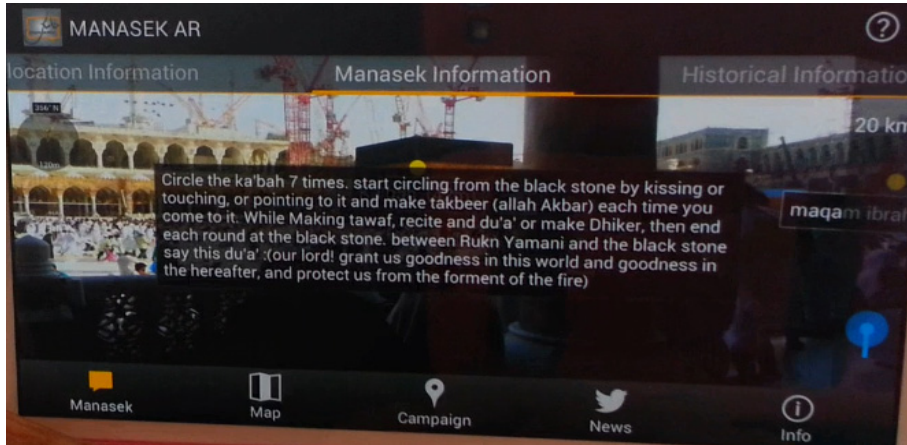 MANASEK AR
location Information
Manasek Information
Historical Informatio
20 km
120m
Circle the ka'bah 7 times. start circling from the black stone by kissing or
touching, or pointing to it and make takbeer (allah Akbar) each time you
come to it. While Making tawaf, recite and du'a' or make Dhiker, then end
each round at the black stone. between Rukn Yamani and the black stone
say this du'a' :(our lord! grant us goodness in this world and goodness in
the hereafter, and protect us from the forment of the fire)
maqam ibral
Manasek
Map
Campaign
News
Info